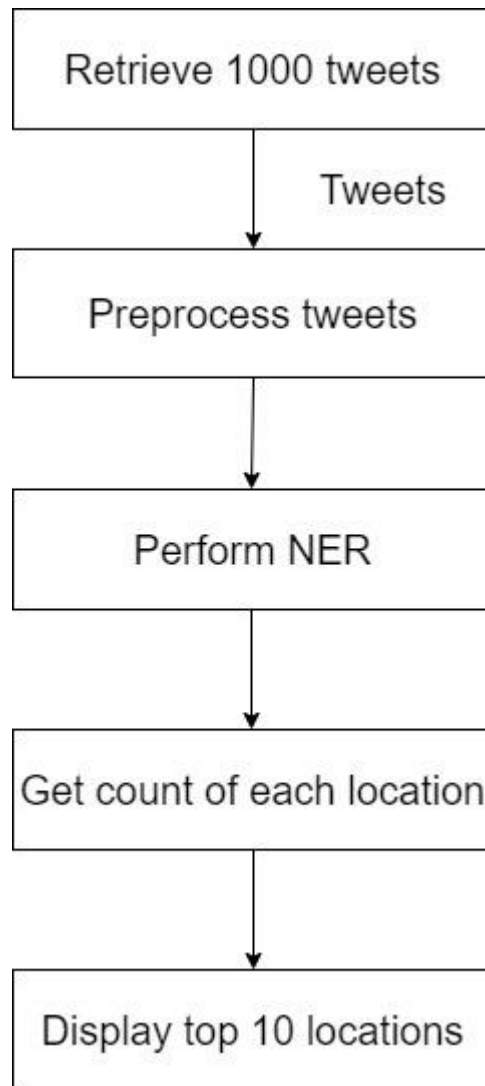 Retrieve 1000 tweets
Tweets
Preprocess tweets
Perform NER
Get count of each location
Display top 10 locations